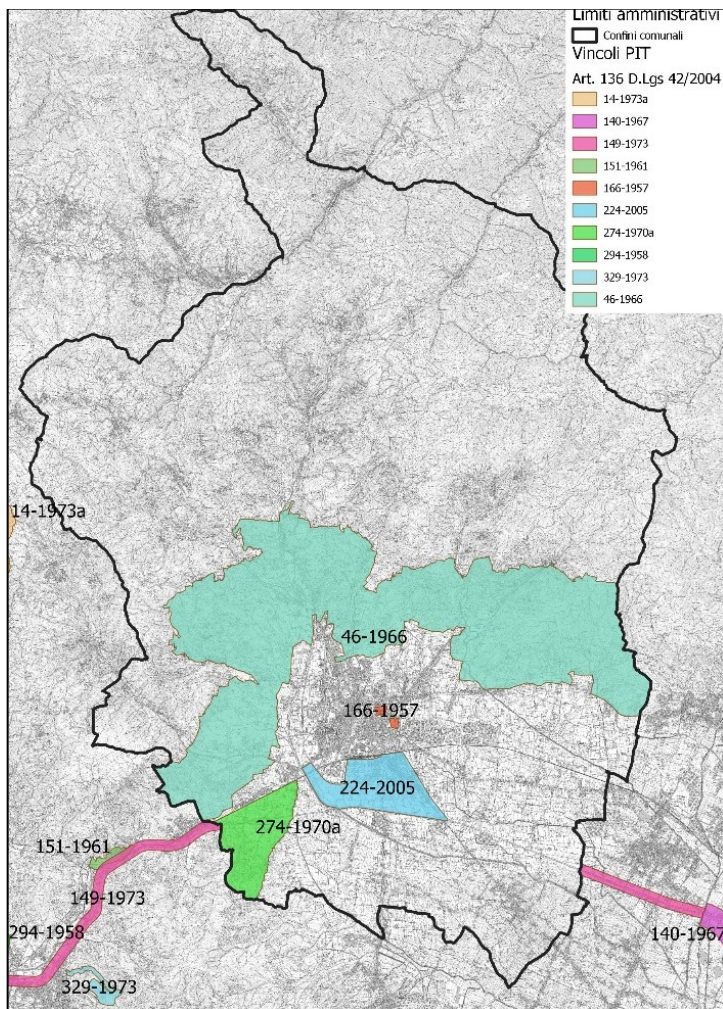 Limiti amministrativi
Confini comunali
Vincoli PIT
Art. 136 D.Lgs 42/2004
14-1973a
140-1967
149-1973
151-1961
166-1957
224-2005
274-1970a
294-1958
329-1973
46-1966
14-1973a
46-1966
166-1957
224-2005
274-1970a
151-1961
149-1973
294-1958
140-1967
329-1973